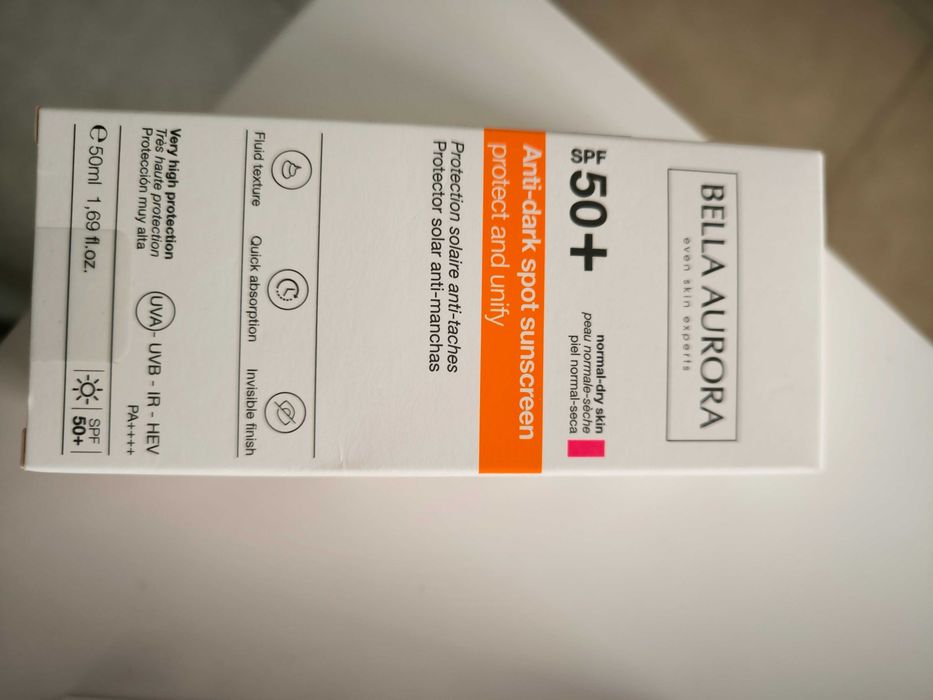 BELLA AURORA
even skin experts
SPF 50+
normal-dry skin
peau normale-sèche
piel normal-seca
Anti-dark spot sunscreen
protect and unify
Protection solaire anti-taches
Protector solar anti-manchas
Fluid texture
Quick absorption
Invisible finish
Very high protection
Très haute protection
Protección muy alta
UVA - UVB - IR - HEV
PA++++
e 50ml 1,69 fl.oz.
SPF
50+